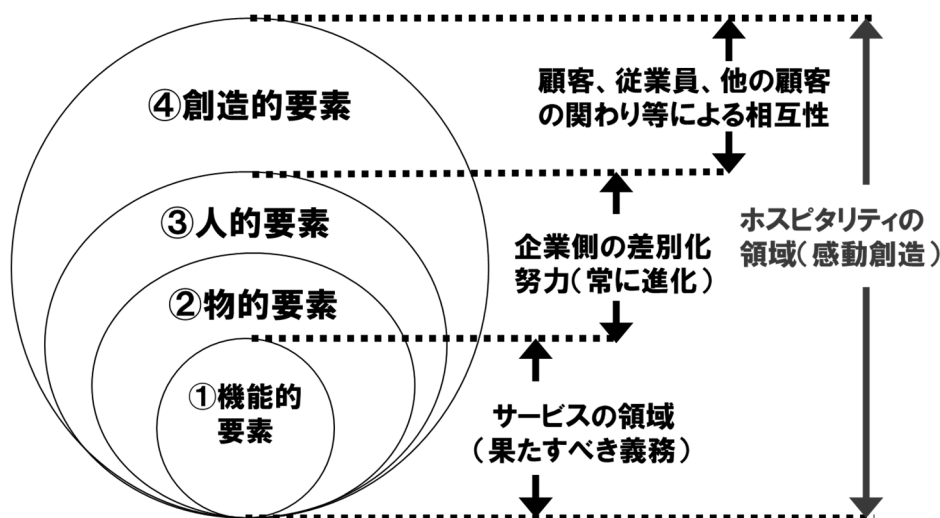 ④創造的要素
顧客、従業員、他の顧客
の関わり等による相互性
③人的要素
企業側の差別化
努力(常に進化)
ホスピタリティの
領域(感動創造)
②物的要素
①機能的
要素
サービスの領域
(果たすべき義務)